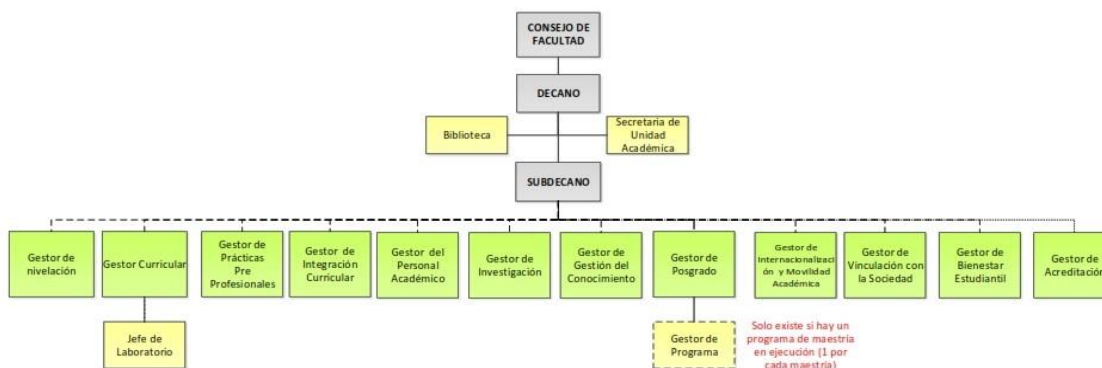 CONSEJO DE
FACULTAD
DECANO
Biblioteca
Secretaria de
Unidad
Académica
SUBDECANO
Gestor de
nivelación
Gestor Curricular
Gestor de
Prácticas
Pre
Profesionales
Gestor de
Integración
Curricular
Gestor del
Personal
Académico
Gestor de
Investigación
Gestor de
Gestión del
Conocimiento
Gestor de
Posgrado
Gestor de
Internacionalizaci
ón y Movilidad
Académica
Gestor de
Vinculación con
la Sociedad
Gestor de
Bienestar
Estudiantil
Gestor de
Acreditación
Jefe de
Laboratorio
Gestor de
Programa
Solo existe si hay un
programa de maestría
en ejecución (1 por
cada maestría)